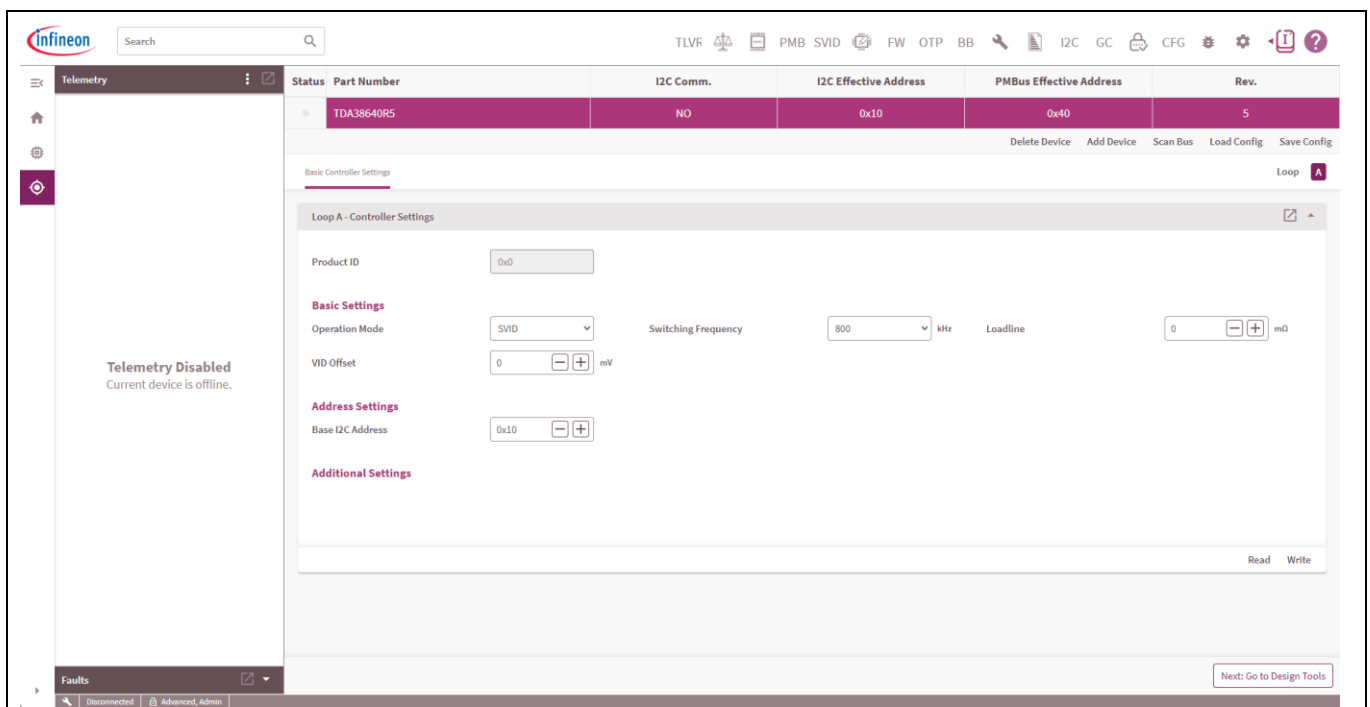 infineon
Search
TLVR PMB SVID FW OTP BB I2C GC CFG
Telemetry
Status Part Number I2C Comm. I2C Effective Address PMBus Effective Address Rev.
TDA38640R5 NO 0x10 0x40 5
Delete Device Add Device Scan Bus Load Config Save Config
Basic Controller Settings
Loop A
Loop A - Controller Settings
Product ID 0x0
Basic Settings
Operation Mode SVID Switching Frequency 800 kHz Loadline 0 mΩ
VID Offset 0 mV
Telemetry Disabled
Current device is offline.
Address Settings
Base I2C Address 0x10
Additional Settings
Read Write
Faults
Next: Go to Design Tools
Disconnected Advanced, Admin